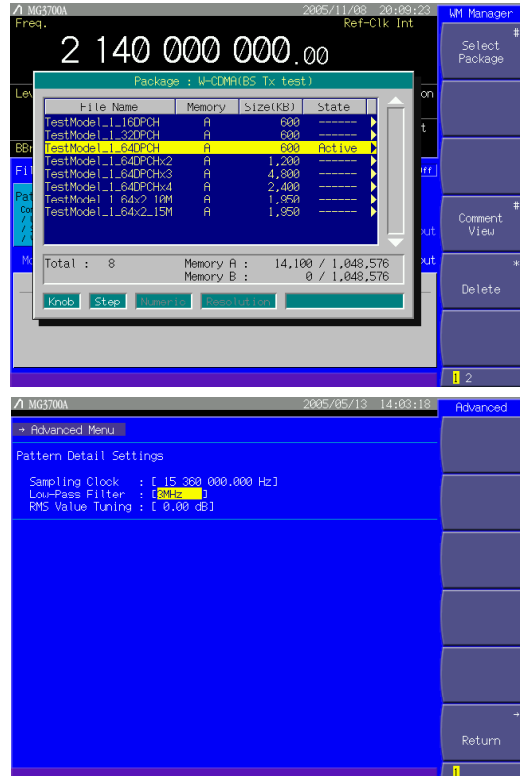 MG3700A 2005/11/08 20:09:23 WM Manager
Freq. Ref-Clk Int
2 140 000 000.00
#
Select
Package
Package : W-CDMA(BS Tx test)
File Name Memory Size(KB) State
TestModel_1_16DPCH A 600 ------
TestModel_1_32DPCH A 600 ------
TestModel_1_64DPCH A 600 Active
TestModel_1_64DPCHx2 A 1,200 ------
TestModel_1_64DPCHx3 A 4,800 ------
TestModel_1_64DPCHx4 A 2,400 ------
TestModel_1_64x2_10M A 1,950 ------
TestModel_1_64x2_15M A 1,950 ------
Total : 8 Memory A : 14,100 / 1,048,576
Memory B : 0 / 1,048,576
Knob Step Numeric Resolution
#
Comment
View
*
Delete
1 2
MG3700A 2005/05/13 14:03:18 Advanced
→ Advanced Menu
Pattern Detail Settings
Sampling Clock : [ 15 360 000.000 Hz]
Low-Pass Filter : [3MHz ]
RMS Value Tuning : [ 0.00 dB]
→
Return
1